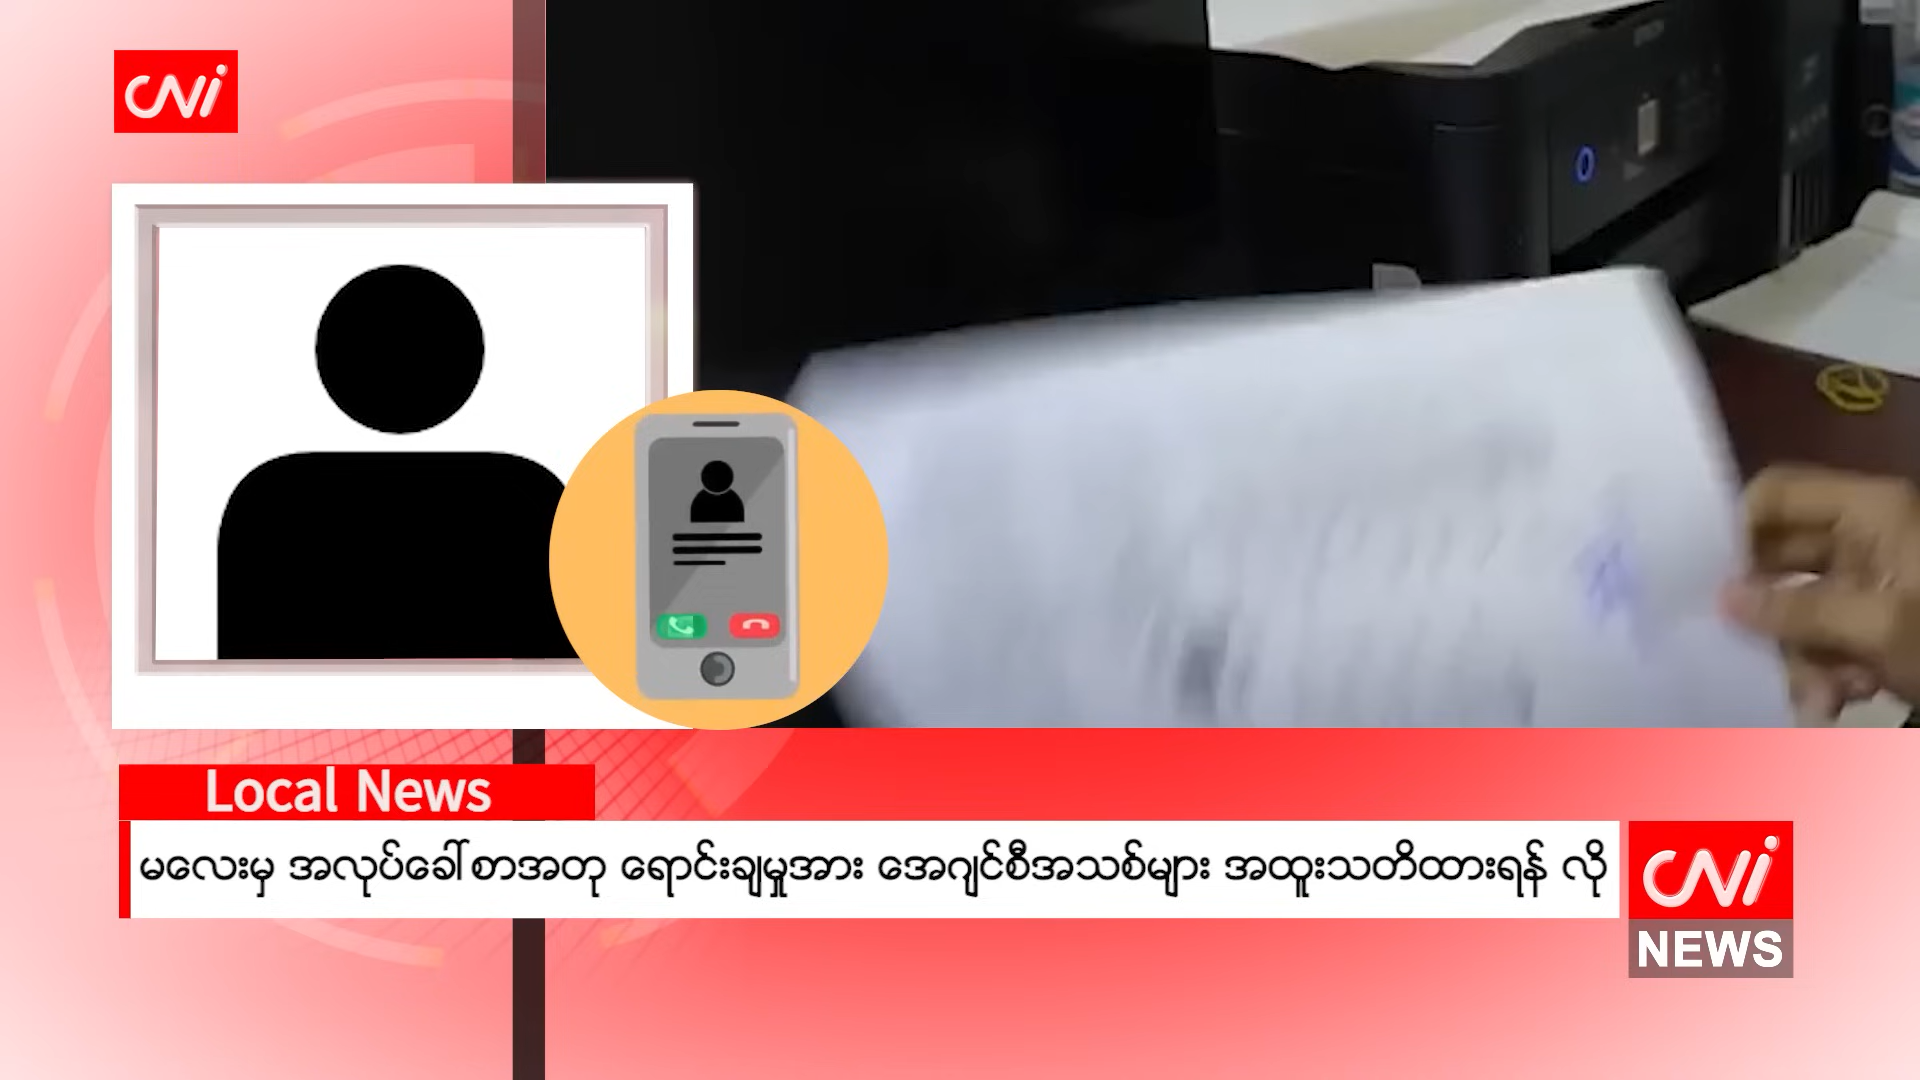 CNi
Local News
မလေးမှ အလုပ်ခေါ်စာအတု ရောင်းချမှုအား အေဂျင်စီအသစ်များ အထူးသတိထားရန် လို
CNi
NEWS